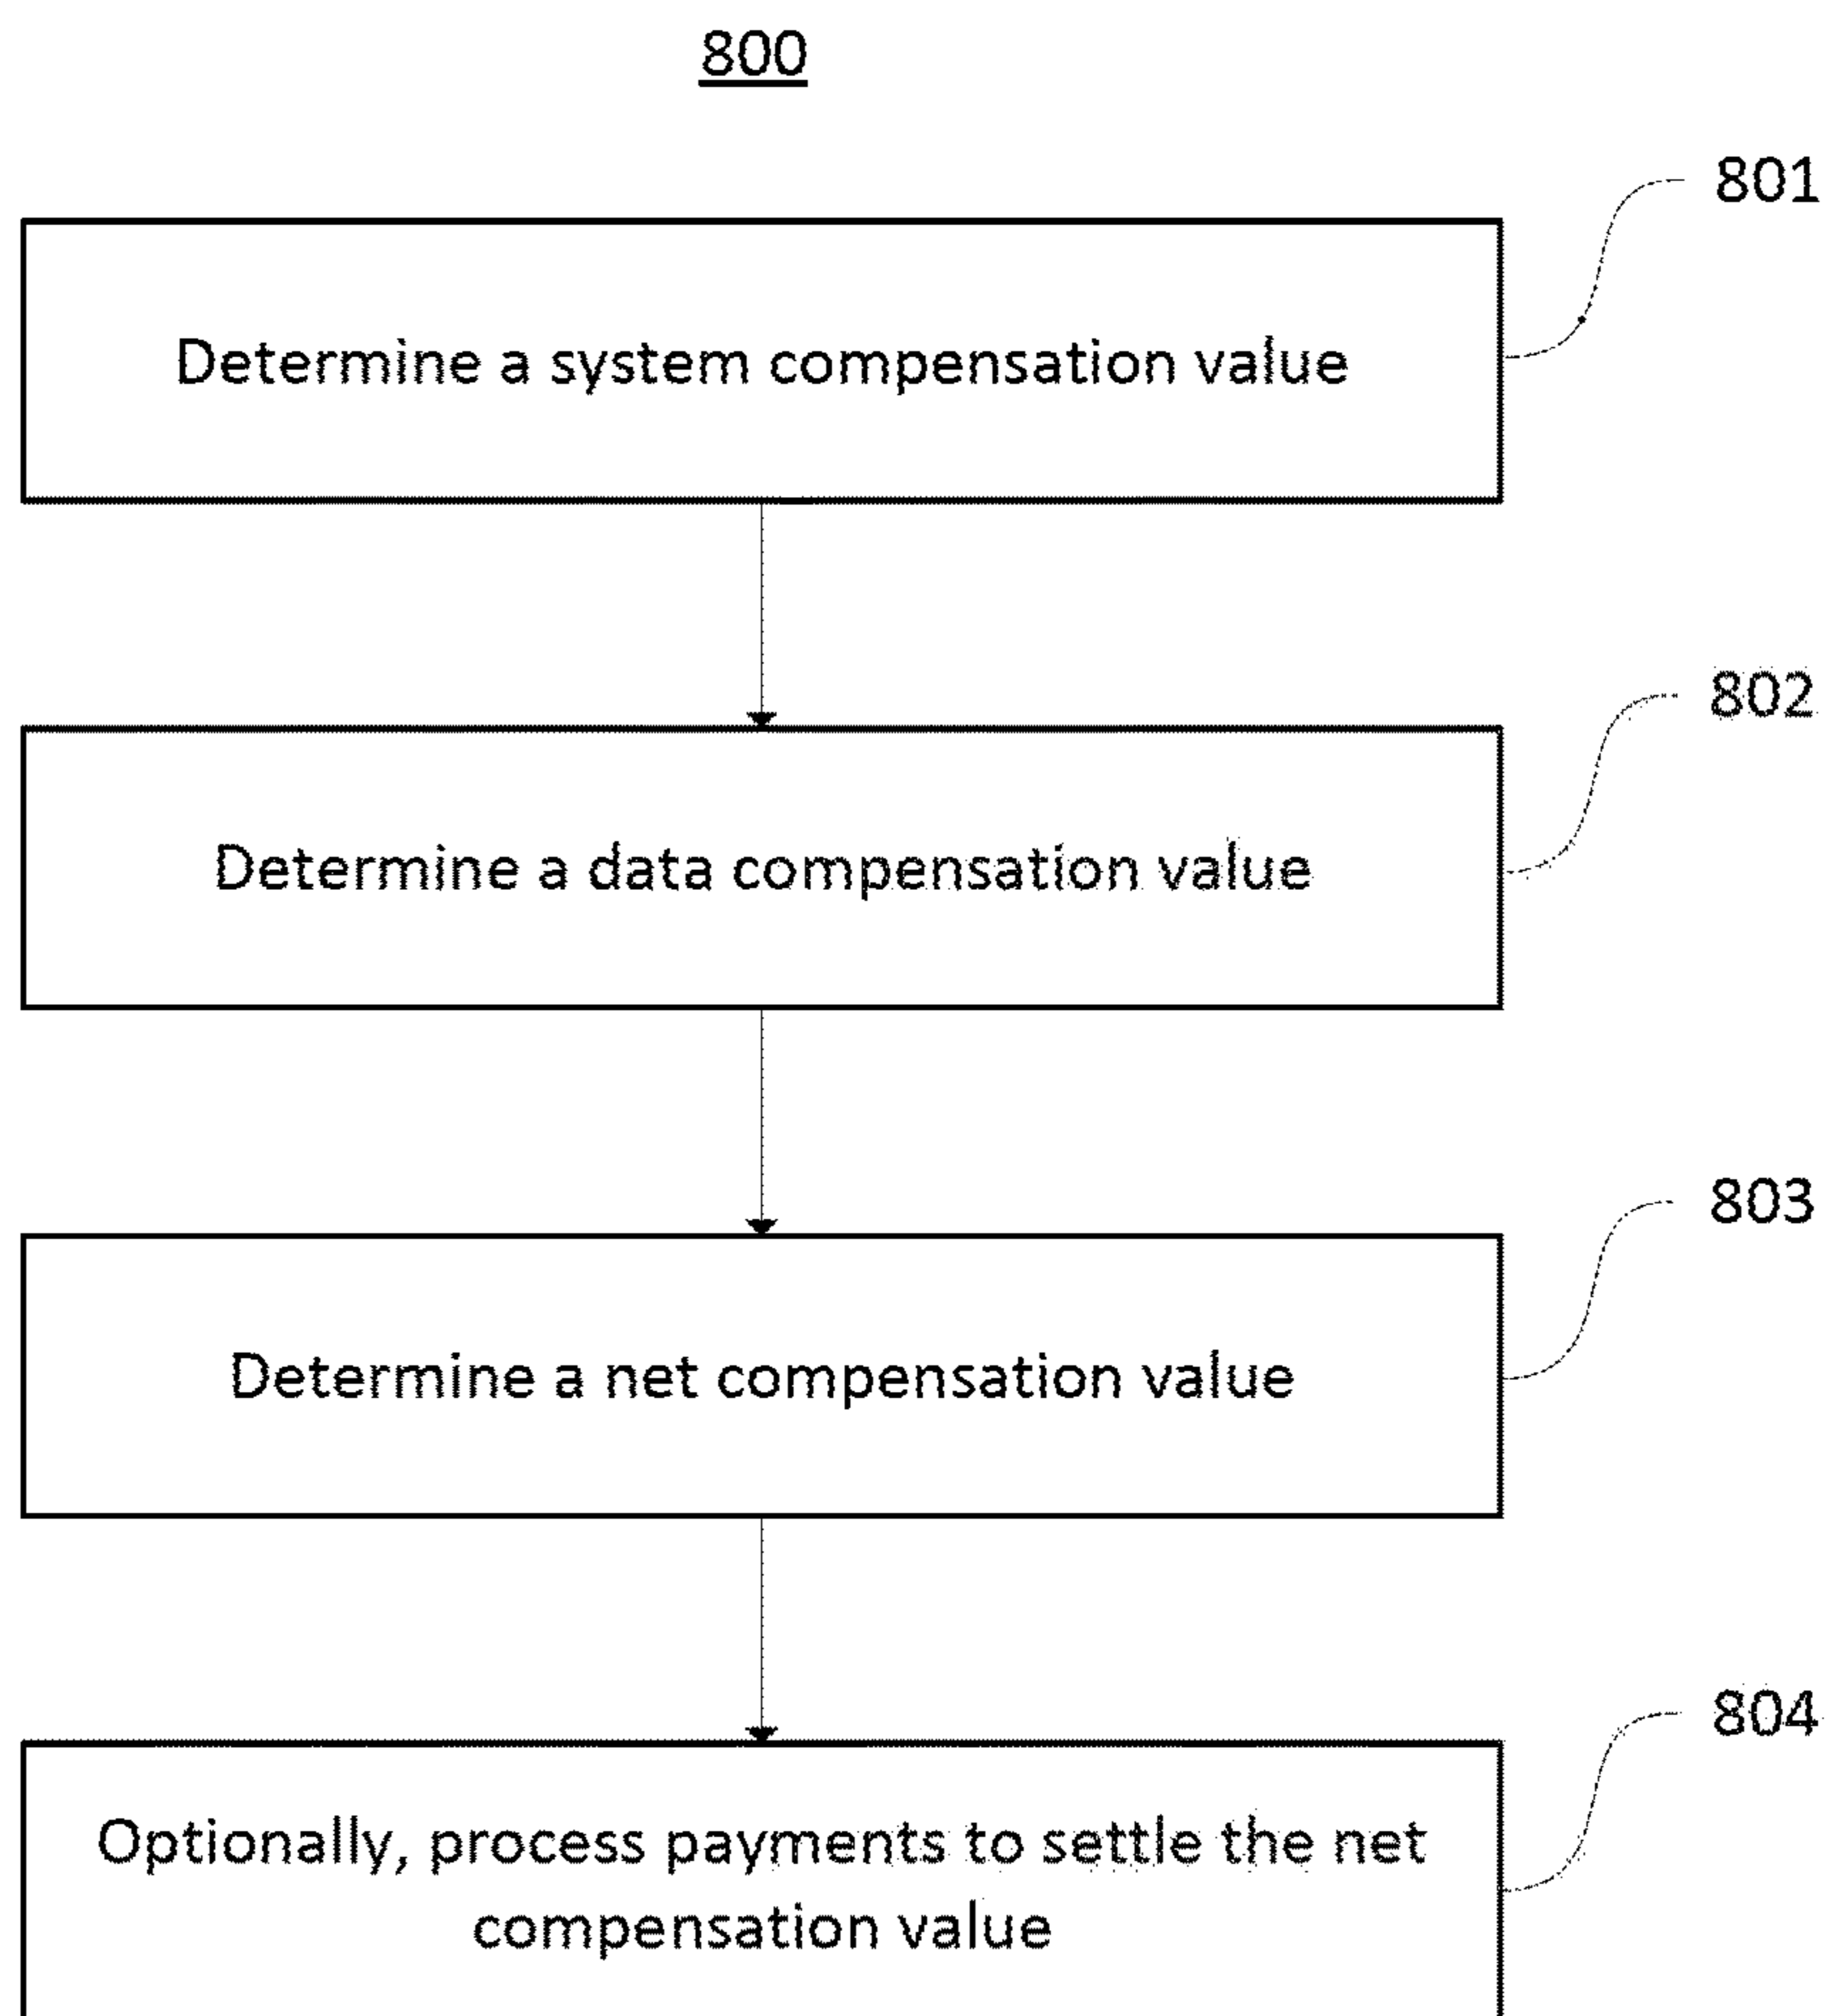 800
801
Determine a system compensation value
802
Determine a data compensation value
803
Determine a net compensation value
804
Optionally, process payments to settle the net
compensation value